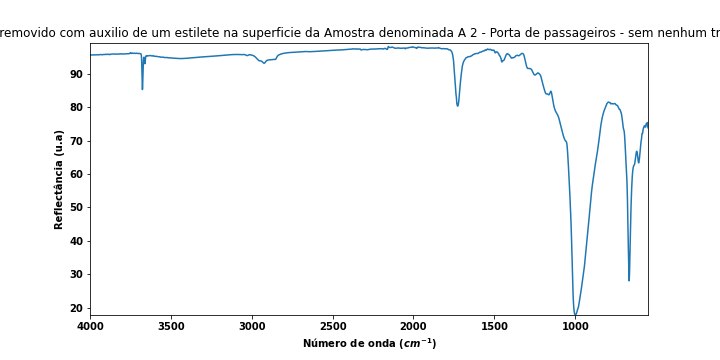 removido com auxilio de um estilete na superficie da Amostra denominada A 2 - Porta de passageiros - sem nenhum
90
80
70
60
50
40
30
20
Reflectância (u.a)
4000 3500 3000 2500 2000 1500 1000
Número de onda (cm⁻¹)